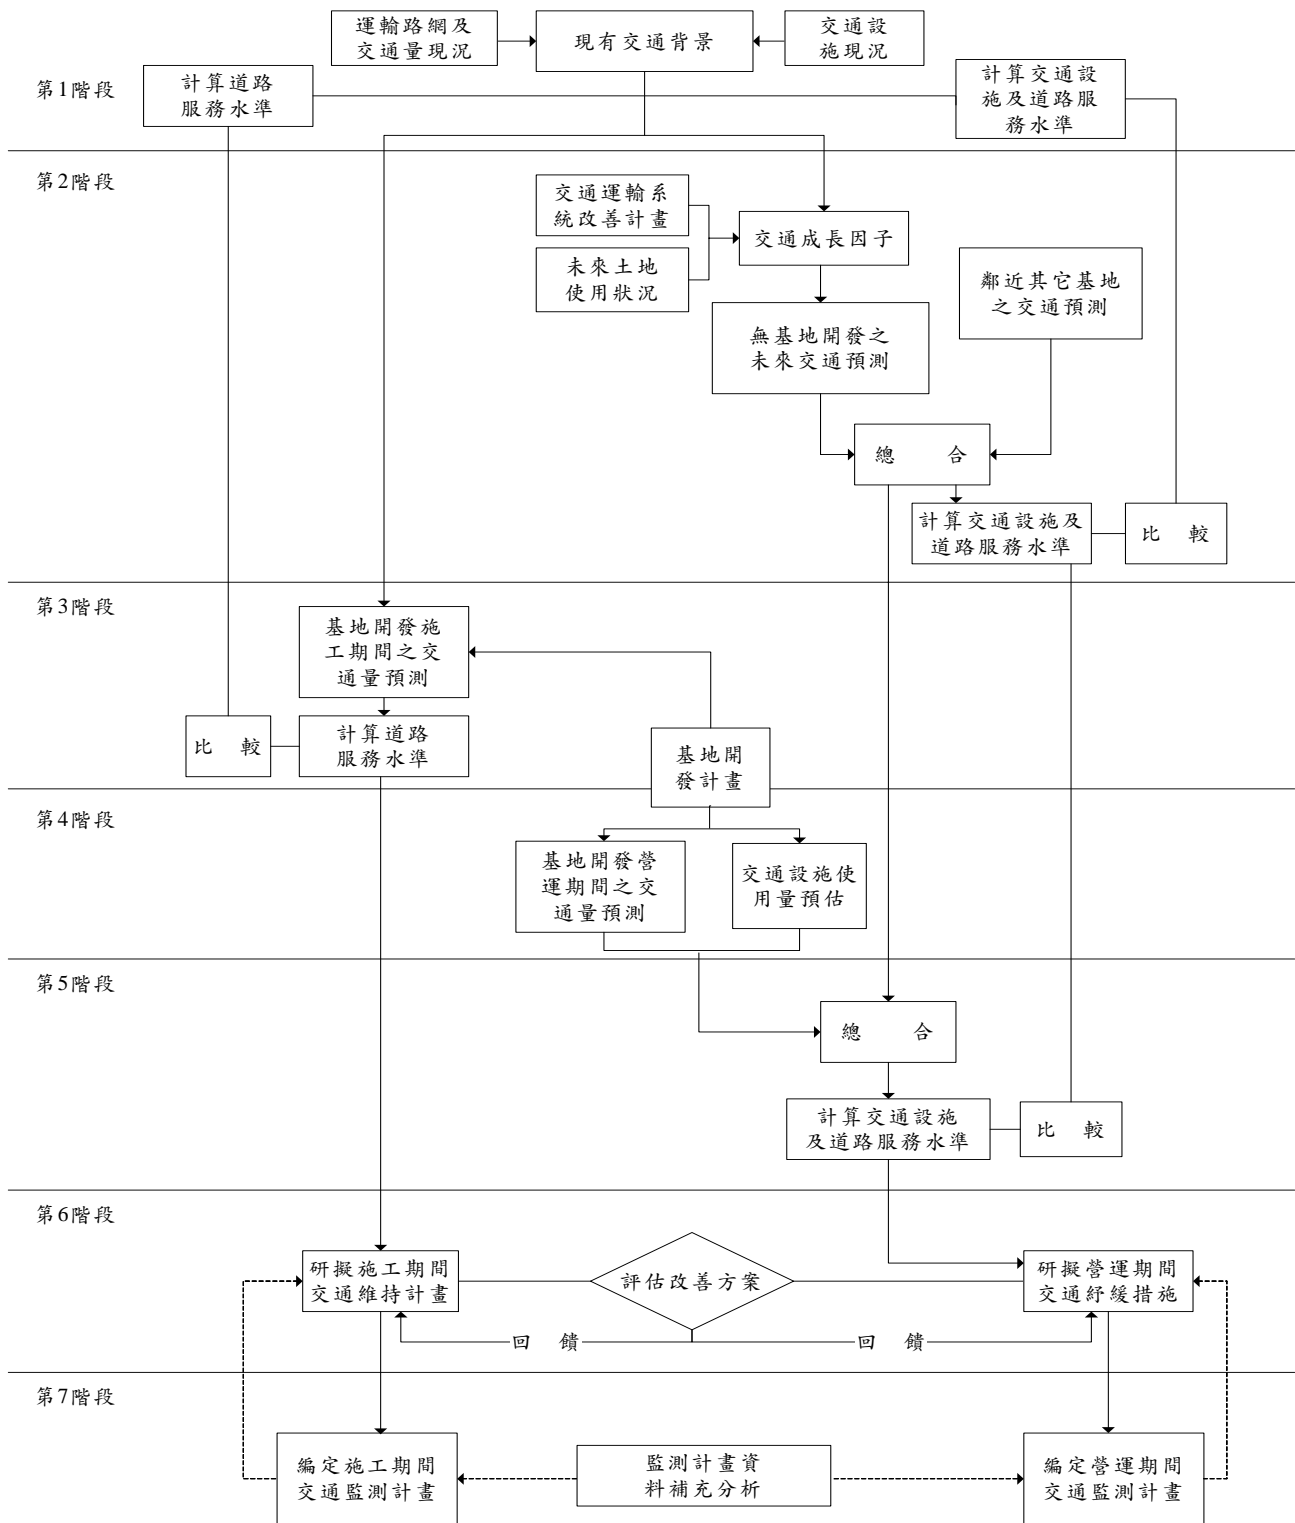 運輸路網及
交通量現況
現有交通背景
交通設
施現況
第1階段
計算道路
服務水準
計算交通設
施及道路服
務水準
第2階段
交通運輸系
統改善計畫
交通成長因子
未來土地
使用狀況
鄰近其它基地
之交通預測
無基地開發之
未來交通預測
總 合
計算交通設施及
道路服務水準
比 較
第3階段
基地開發施
工期間之交
通量預測
比 較
計算道路
服務水準
基地開
發計畫
第4階段
基地開發營
運期間之交
通量預測
交通設施使
用量預估
第5階段
總 合
計算交通設施
及道路服務水準
比 較
第6階段
研擬施工期間
交通維持計畫
評估改善方案
研擬營運期間
交通紓緩措施
回 饋
回 饋
第7階段
編定施工期間
交通監測計畫
監測計畫資
料補充分析
編定營運期間
交通監測計畫